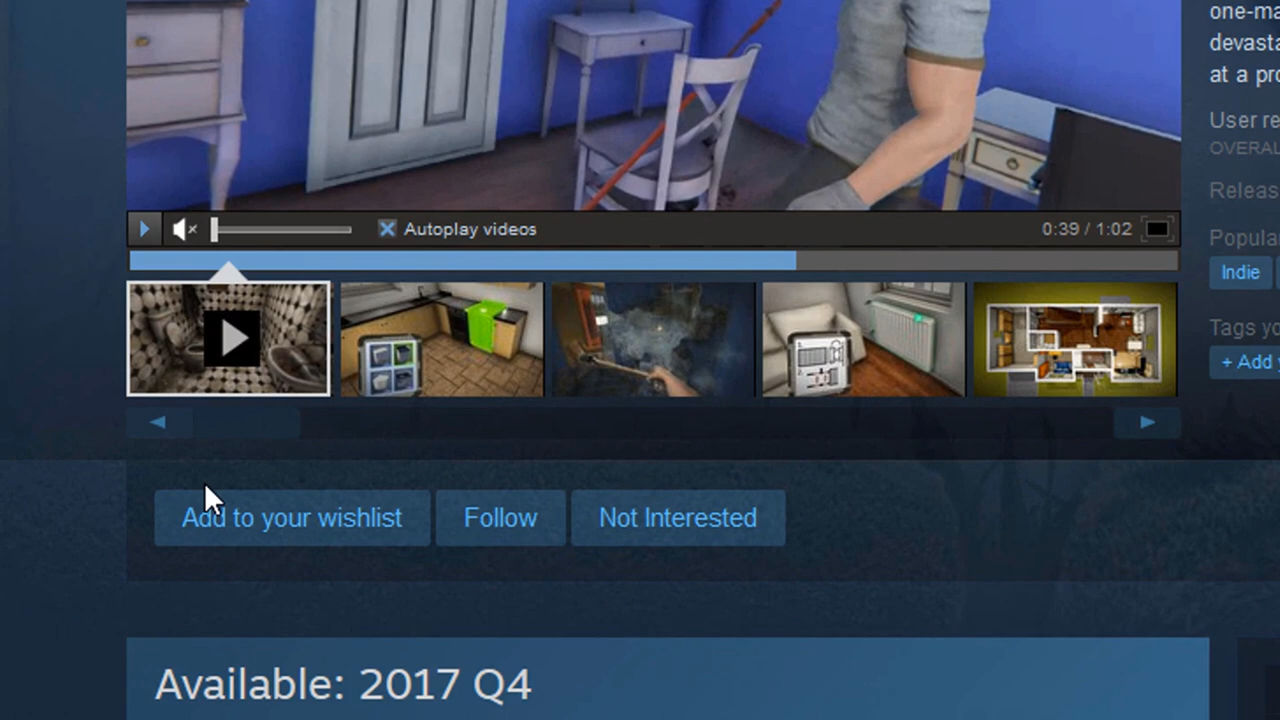 one-ma
devasta
at a pro
Autoplay videos
0:39 / 1:02
User re
OVERAL
Releas
Popula
Indie
Tags yo
+ Add
Add to your wishlist
Follow
Not Interested
Available: 2017 Q4